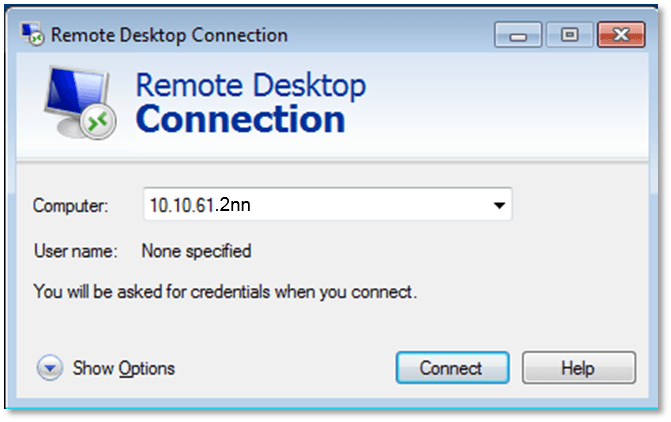 Remote Desktop Connection
Remote Desktop
Connection
Computer: 10.10.61.2nn
User name: None specified
You will be asked for credentials when you connect.
Show Options Connect Help